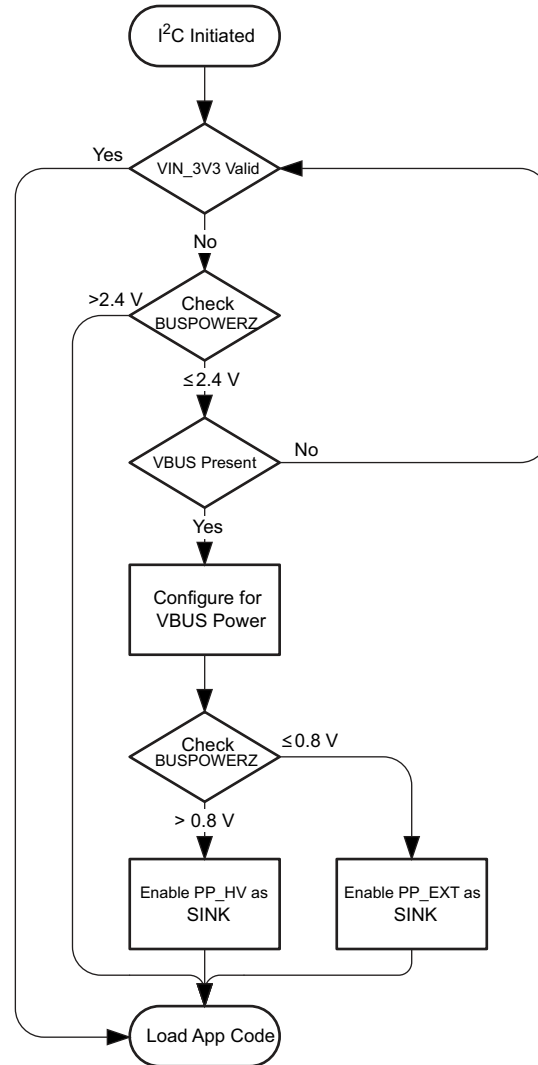 I²C Initiated
Yes
VIN_3V3 Valid
No
>2.4 V
Check
BUSPOWERZ
≤2.4 V
VBUS Present
No
Yes
Configure for
VBUS Power
Check
BUSPOWERZ
≤0.8 V
> 0.8 V
Enable PP_HV as
SINK
Enable PP_EXT as
SINK
Load App Code